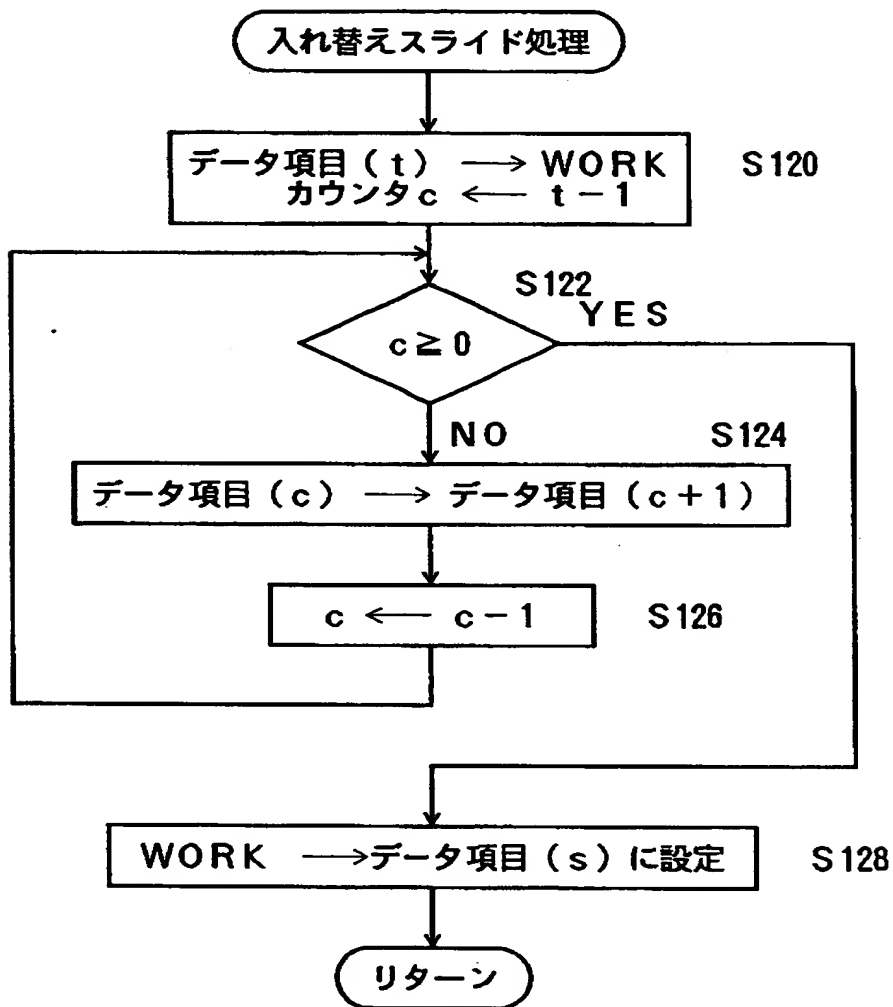 入れ替えスライド処理
データ項目(t) ⟶ WORK
S120
カウンタc ⟵ t-1
S122
YES
c≧0
NO
S124
データ項目(c) ⟶ データ項目(c+1)
c ⟵ c-1
S126
WORK ⟶データ項目(s)に設定
S128
リターン